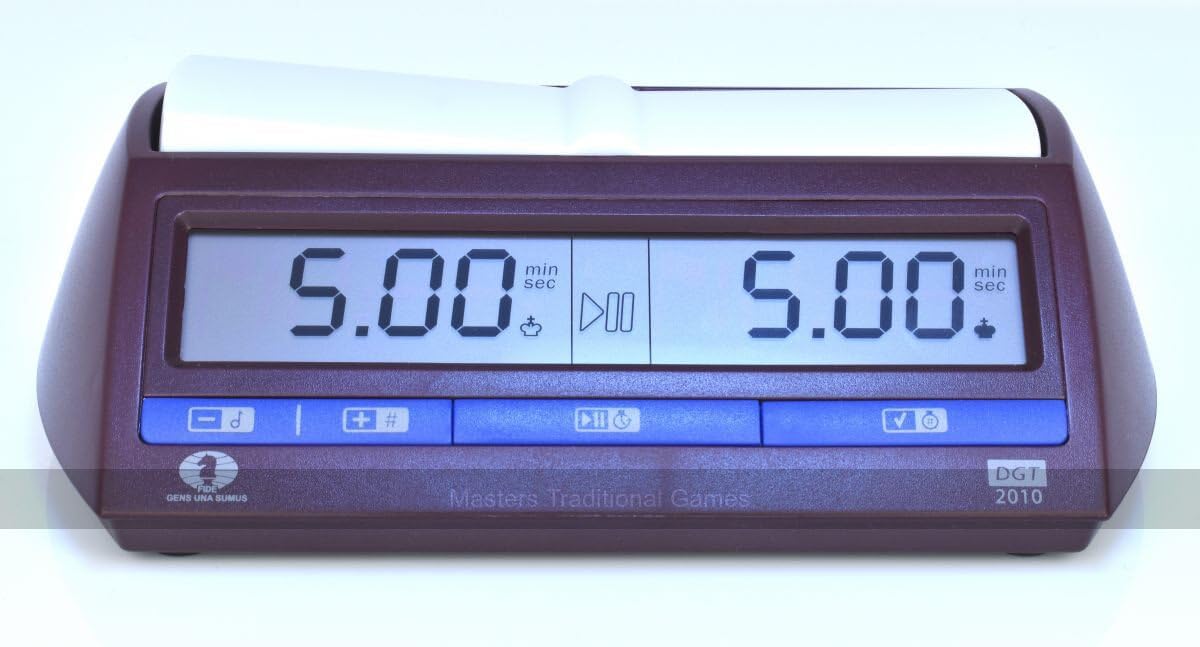 5.00 min
sec
5.00 min
sec
- +  #
#
FIDE
GENS UNA SUMUS
Masters Traditional Games
DGT
2010